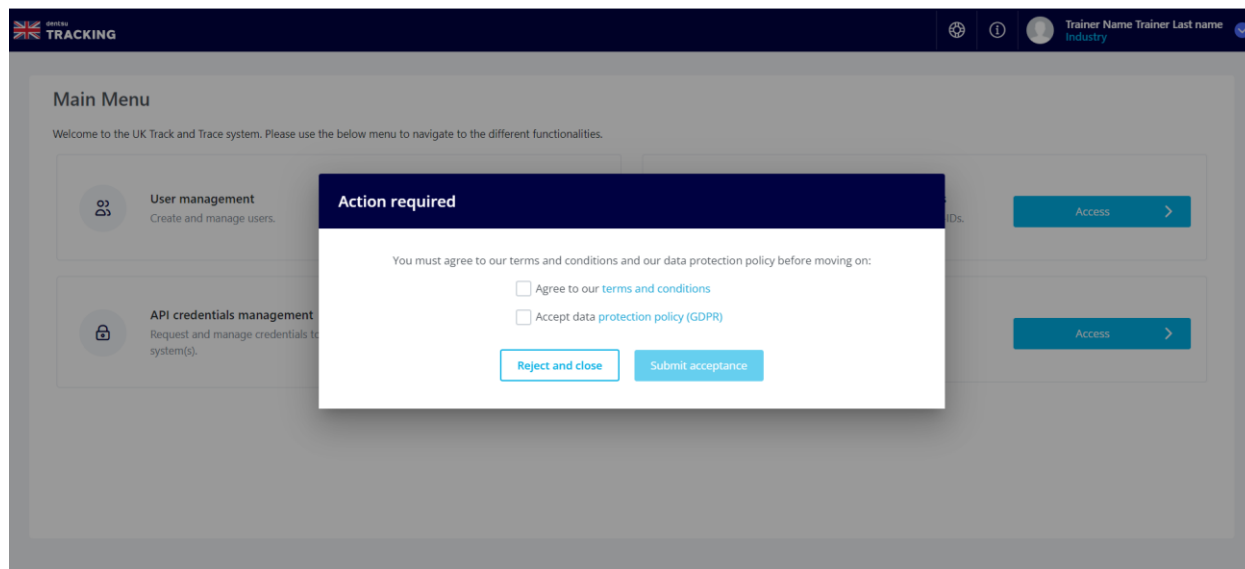 dentsu
TRACKING
Trainer Name Trainer Last name
Industry
Main Menu
Welcome to the UK Track and Trace system. Please use the below menu to navigate to the different functionalities.
User management
Create and manage users.
IDs.
Access
API credentials management
Request and manage credentials to
system(s).
Access
Action required
You must agree to our terms and conditions and our data protection policy before moving on:
Agree to our terms and conditions
Accept data protection policy (GDPR)
Reject and close
Submit acceptance